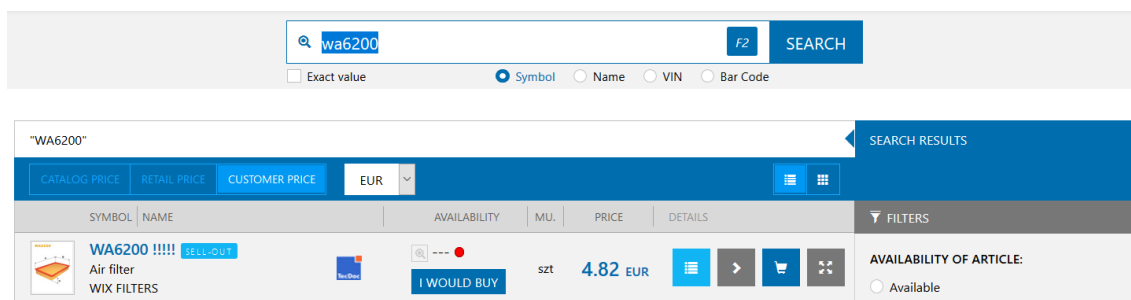 wa6200 F2 SEARCH
Exact value Symbol Name VIN Bar Code
"WA6200" SEARCH RESULTS
CATALOG PRICE RETAIL PRICE CUSTOMER PRICE EUR
SYMBOL NAME AVAILABILITY MU. PRICE DETAILS FILTERS
WA6200 !!!!! SELL-OUT
Air filter
WIX FILTERS
TecDoc
---
I WOULD BUY
szt
4.82 EUR
AVAILABILITY OF ARTICLE:
Available